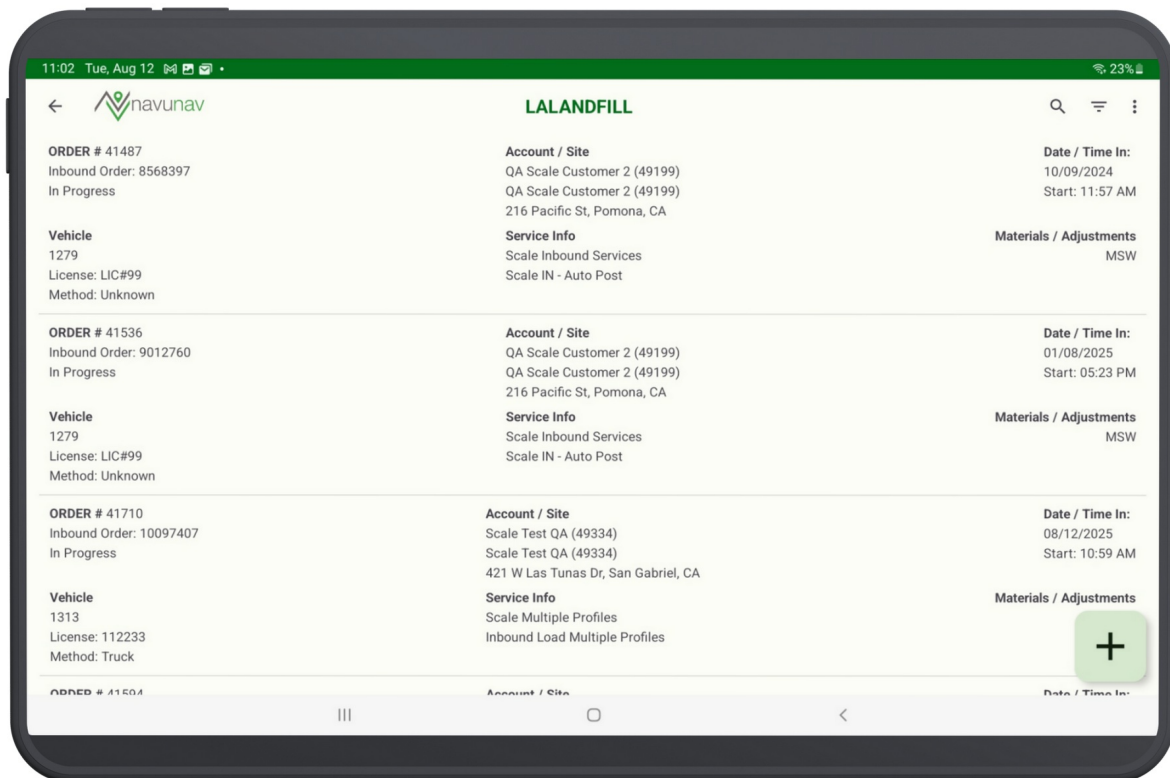 11:02 Tue, Aug 12
23%
navunav
LALANDFILL
ORDER # 41487
Inbound Order: 8568397
In Progress
Account / Site
QA Scale Customer 2 (49199)
QA Scale Customer 2 (49199)
216 Pacific St, Pomona, CA
Date / Time In:
10/09/2024
Start: 11:57 AM
Vehicle
1279
License: LIC#99
Method: Unknown
Service Info
Scale Inbound Services
Scale IN - Auto Post
Materials / Adjustments
MSW
ORDER # 41536
Inbound Order: 9012760
In Progress
Account / Site
QA Scale Customer 2 (49199)
QA Scale Customer 2 (49199)
216 Pacific St, Pomona, CA
Date / Time In:
01/08/2025
Start: 05:23 PM
Vehicle
1279
License: LIC#99
Method: Unknown
Service Info
Scale Inbound Services
Scale IN - Auto Post
Materials / Adjustments
MSW
ORDER # 41710
Inbound Order: 10097407
In Progress
Account / Site
Scale Test QA (49334)
Scale Test QA (49334)
421 W Las Tunas Dr, San Gabriel, CA
Date / Time In:
08/12/2025
Start: 10:59 AM
Vehicle
1313
License: 112233
Method: Truck
Service Info
Scale Multiple Profiles
Inbound Load Multiple Profiles
Materials / Adjustments
ORDER # 41594
Account / Site
Date / Time In: